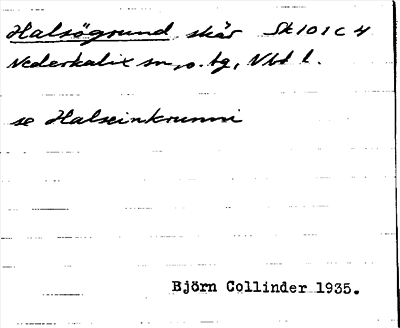 Halsögrund, skär Sk 101 C 4
Nederkalix sn, o. tg, Nbt l.
se Halseinkrunni
Björn Collinder 1935.